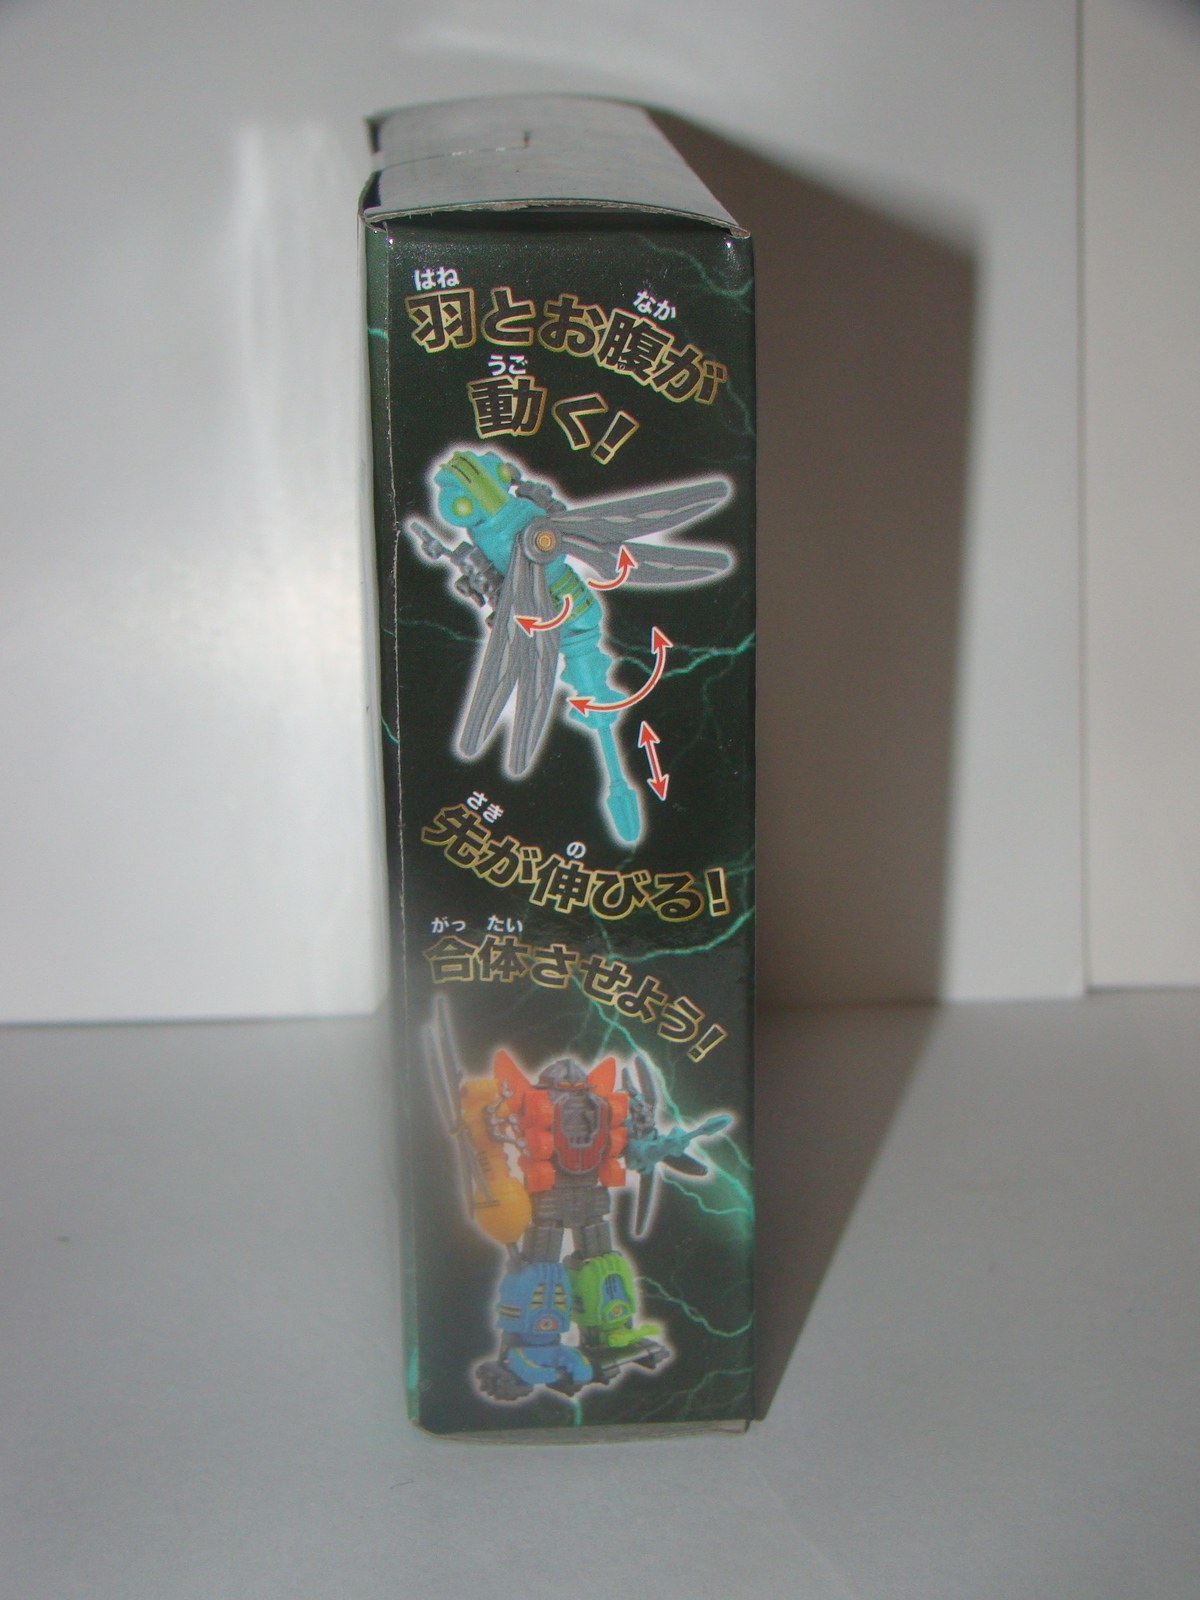 はね なか
羽とお腹が
うご
動く!
さき の
先が伸びる!
がっ たい
合体させよう!